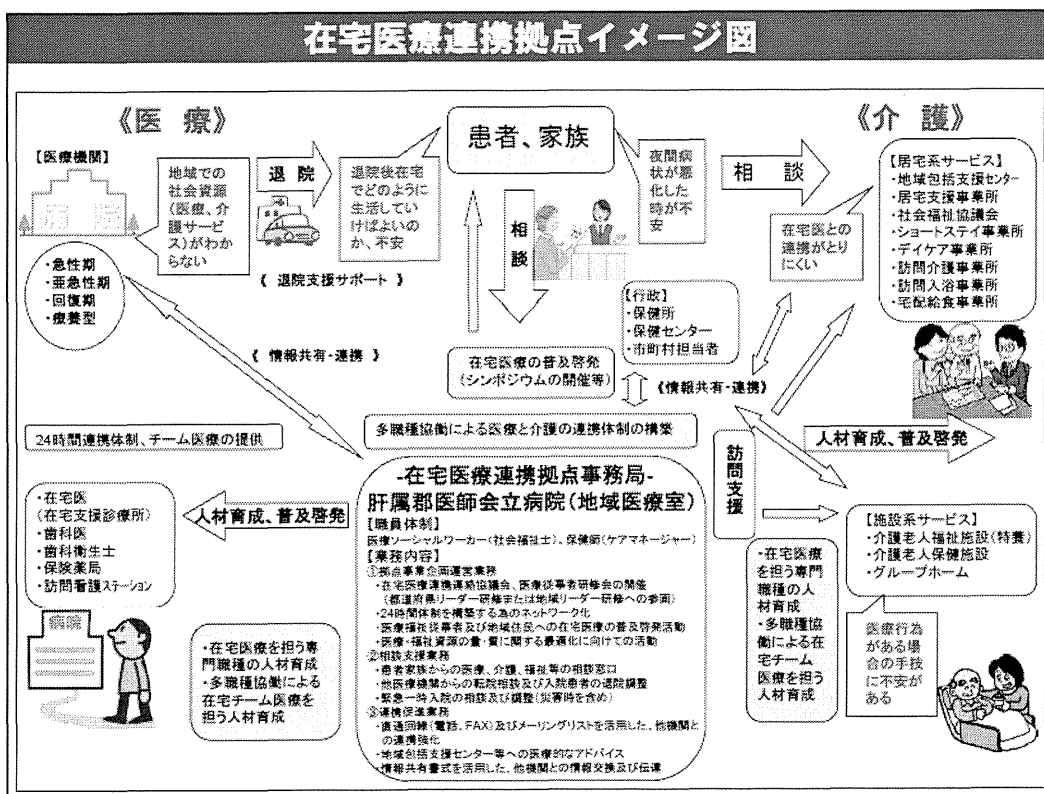 在宅医療連携拠点イメージ図
《医 療》
【医療機関】
病院
・急性期
・亜急性期
・回復期
・療養型
地域での
社会資源
(医療、介
護サービ
ス)がわか
らない
退 院
退院後在宅
でどのように
生活してい
けばよいの
か、不安
《 退院支援サポート 》
《 情報共有・連携 》
患者、家族
相
談
夜間病
状が悪
化した
時が不
安
相 談
《介 護》
在宅医との
連携がとり
にくい
【居宅系サービス】
・地域包括支援センター
・居宅支援事業所
・社会福祉協議会
・ショートステイ事業所
・デイケア事業所
・訪問介護事業所
・訪問入浴事業所
・宅配給食事業所
【行政】
・保健所
・保健センター
・市町村担当者
在宅医療の普及啓発
(シンポジウムの開催等)
《情報共有・連携》
24時間連携体制、チーム医療の提供
多職種協働による医療と介護の連携体制の構築
訪
問
支
援
人材育成、普及啓発
・在宅医
(在宅支援診療所)
・歯科医
・歯科衛生士
・保険薬局
・訪問看護ステーション
人材育成、普及啓発
病院
・在宅医療を担う専
門職種の人材育成
・多職種協働による
在宅チーム医療を
担う人材育成
-在宅医療連携拠点事務局-
肝属郡医師会立病院(地域医療室)
【職員体制】
医療ソーシャルワーカー(社会福祉士)、保健師(ケアマネージャー)
【業務内容】
①拠点事業企画運営業務
・在宅医療連携連絡協議会、医療従事者研修会の開催
(都道府県リーダー研修または地域リーダー研修への参画)
・24時間体制を構築する為のネットワーク化
・医療福祉従事者及び地域住民への在宅医療の普及啓発活動
・医療・福祉資源の量・質に関する最適化に向けての活動
②相談支援業務
・患者家族からの医療、介護、福祉等の相談窓口
・他医療機関からの転院相談及び入院患者の退院調整
・緊急一時入院の相談及び調整(災害時を含め)
③連携促進業務
・直通回線(電話、FAX)及びメーリングリストを活用した、他機関と
の連携強化
・地域包括支援センター等への医療的なアドバイス
・情報共有書式を活用した、他機関との情報交換及び伝達
・在宅医療
を担う専門
職種の人
材育成
・多職種協
働による在
宅チーム
医療を担
う人材育成
【施設系サービス】
・介護老人福祉施設(特養)
・介護老人保健施設
・グループホーム
医療行為
がある場
合の手技
に不安が
ある